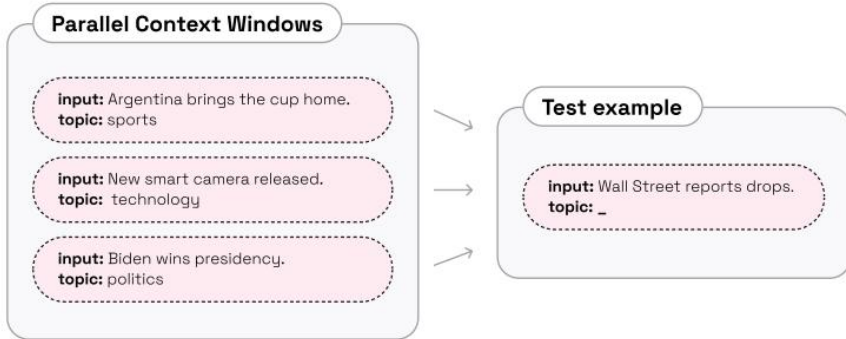 Parallel Context Windows
input: Argentina brings the cup home.
topic: sports
input: New smart camera released.
topic: technology
input: Biden wins presidency.
topic: politics
Test example
input: Wall Street reports drops.
topic: _